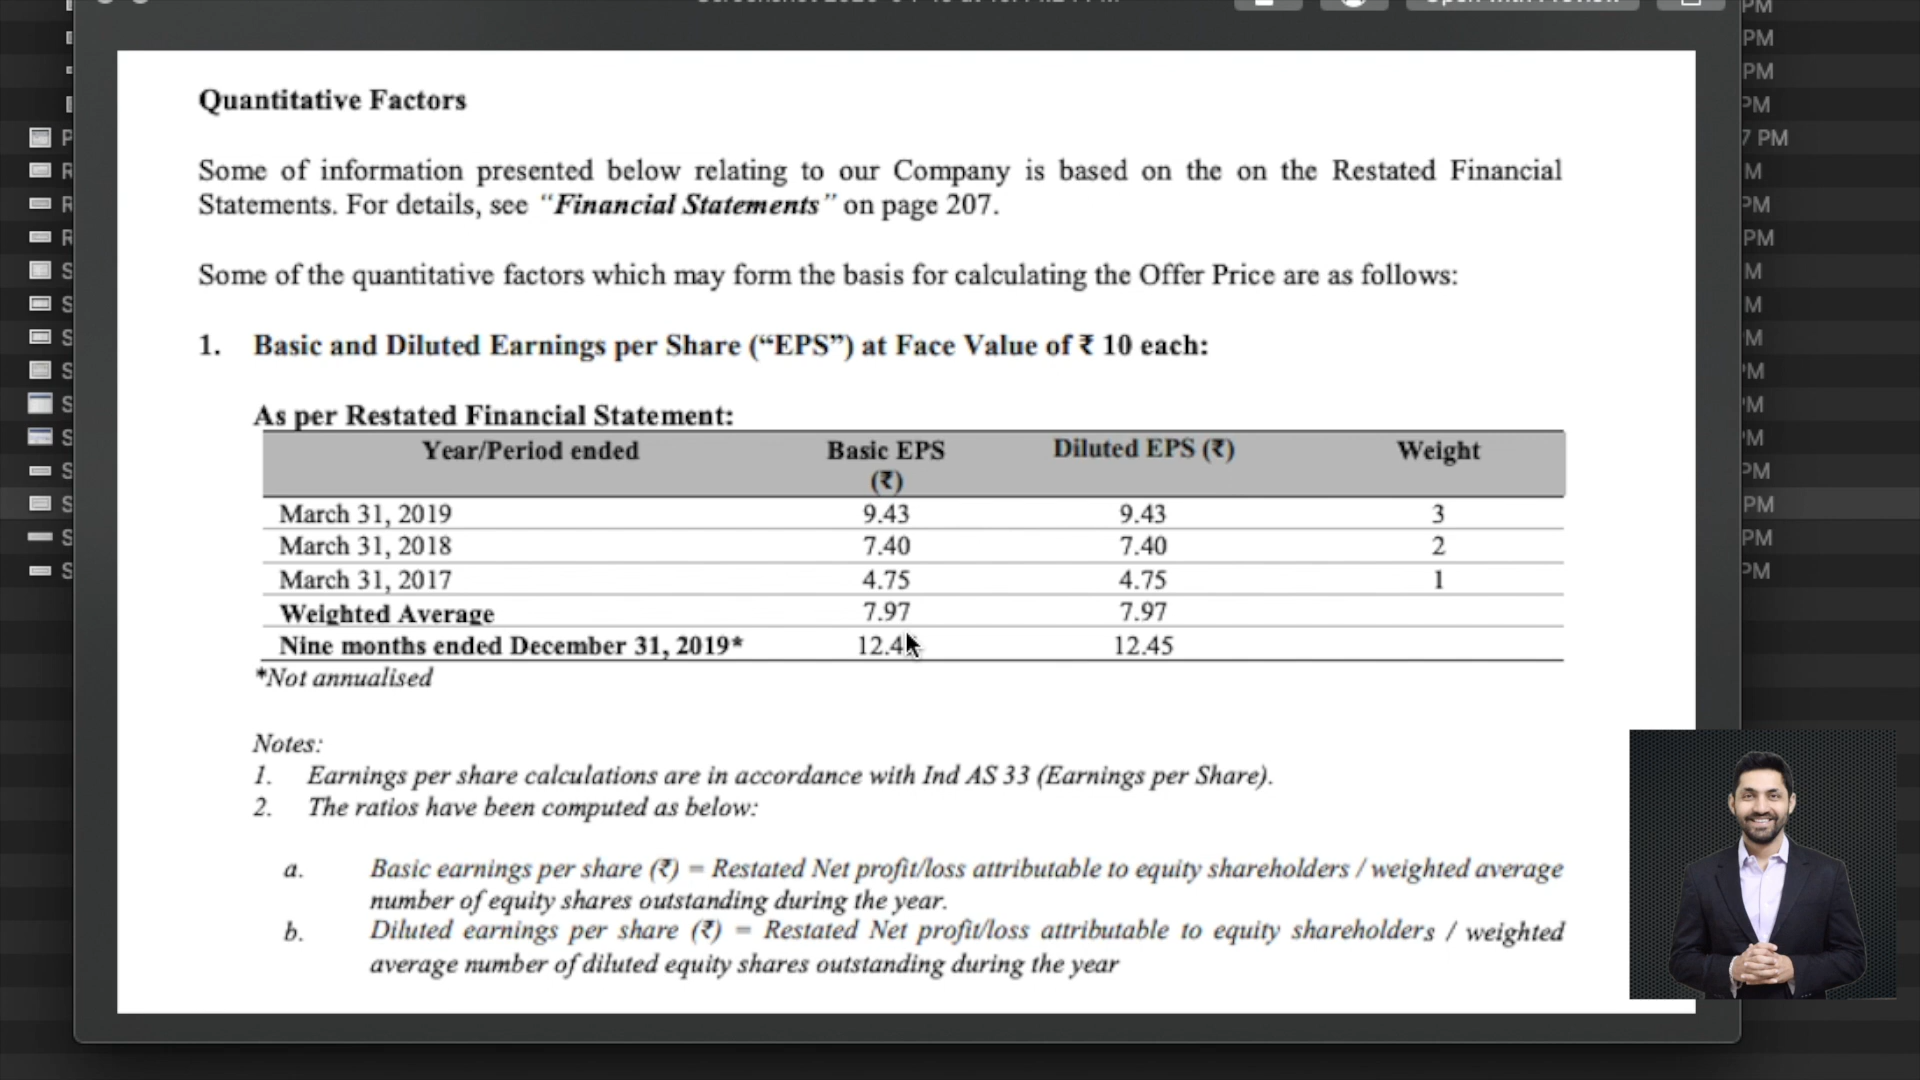 Quantitative Factors
Some of information presented below relating to our Company is based on the on the Restated Financial
Statements. For details, see “Financial Statements” on page 207.
Some of the quantitative factors which may form the basis for calculating the Offer Price are as follows:
1. Basic and Diluted Earnings per Share (“EPS”) at Face Value of ₹ 10 each:
As per Restated Financial Statement:
Year/Period ended Basic EPS (₹) Diluted EPS (₹) Weight
March 31, 2019 9.43 9.43 3
March 31, 2018 7.40 7.40 2
March 31, 2017 4.75 4.75 1
Weighted Average 7.97 7.97
Nine months ended December 31, 2019* 12.4 12.45
*Not annualised
Notes:
1. Earnings per share calculations are in accordance with Ind AS 33 (Earnings per Share).
2. The ratios have been computed as below:
a. Basic earnings per share (₹) = Restated Net profit/loss attributable to equity shareholders / weighted average
number of equity shares outstanding during the year.
b. Diluted earnings per share (₹) = Restated Net profit/loss attributable to equity shareholders / weighted
average number of diluted equity shares outstanding during the year